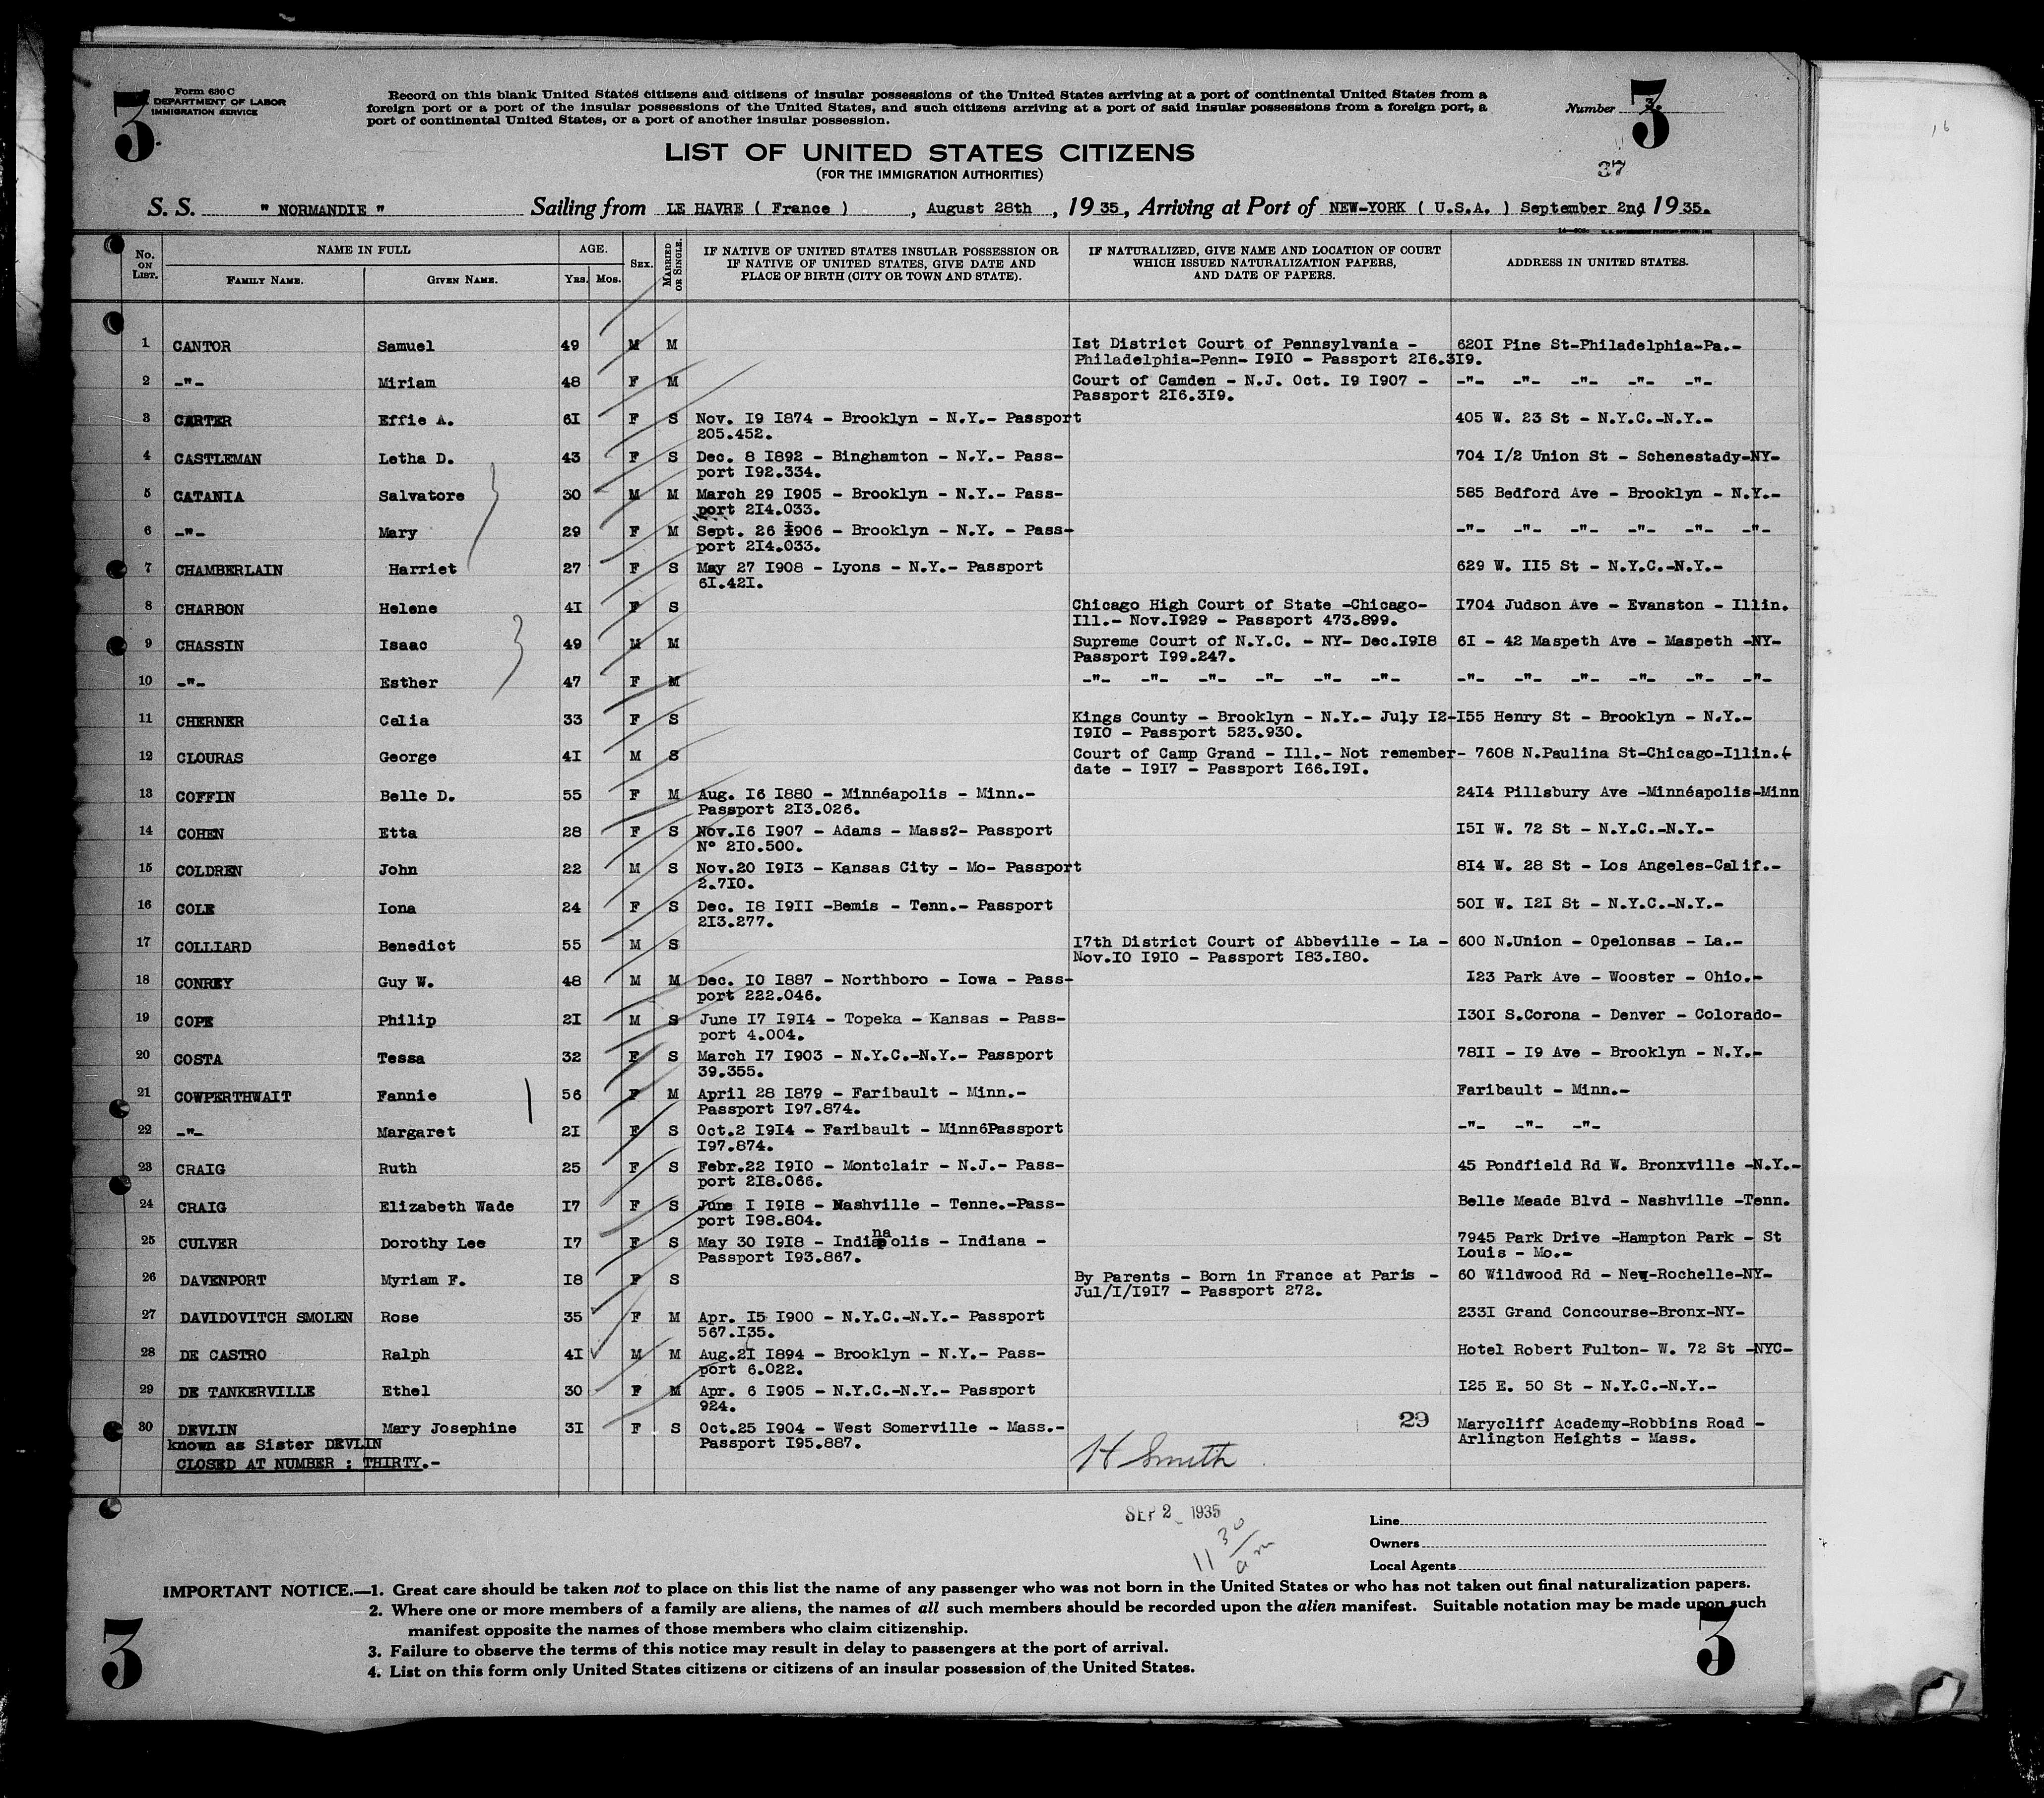 3
Form 630 C
DEPARTMENT OF LABOR
IMMIGRATION SERVICE
Record on this blank United States citizens and citizens of insular possessions of the United States arriving at a port of continental United States from a
foreign port or a port of the insular possessions of the United States, and such citizens arriving at a port of said insular possessions from a foreign port, a
port of continental United States, or a port of another insular possession.
Number 3
LIST OF UNITED STATES CITIZENS
(FOR THE IMMIGRATION AUTHORITIES)
37
S. S. " NORMANDIE " Sailing from LE HAVRE ( France ) , August 28th , 19 35, Arriving at Port of NEW-YORK ( U.S.A. ) September 2nd 19 35.
No. ON LIST. NAME IN FULL FAMILY NAME. GIVEN NAME. AGE. YRS. MOS. SEX. MARRIED OR SINGLE. IF NATIVE OF UNITED STATES INSULAR POSSESSION OR IF NATIVE OF UNITED STATES, GIVE DATE AND PLACE OF BIRTH (CITY OR TOWN AND STATE). IF NATURALIZED, GIVE NAME AND LOCATION OF COURT WHICH ISSUED NATURALIZATION PAPERS, AND DATE OF PAPERS. ADDRESS IN UNITED STATES.
1 CANTOR Samuel 49 M M Ist District Court of Pennsylvania - 620I Pine St-Philadelphia-Pa.-
Philadelphia-Penn- I9I0 - Passport 2I6.3I9.
2 -"- Miriam 48 F M Court of Camden - N.J. Oct. I9 I907 - -"- -"- -"- -"- -"-
Passport 2I6.3I9.
3 CARTER Effie A. 6I F S Nov. I9 I874 - Brooklyn - N.Y.- Passport 405 W. 23 St - N.Y.C.-N.Y.-
205.452.
4 CASTLEMAN Letha D. 43 F S Dec. 8 I892 - Binghamton - N.Y.- Pass- 704 I/2 Union St - Schenestady-NY-
port I92.334.
5 CATANIA Salvatore 30 M M March 29 I905 - Brooklyn - N.Y.- Pass- 585 Bedford Ave - Brooklyn - N.Y.-
port 2I4.033.
6 -"- Mary 29 F M Sept. 26 I906 - Brooklyn - N.Y. - Pass- -"- -"- -"- -"- -"- -"-
port 2I4.033.
7 CHAMBERLAIN Harriet 27 F S May 27 I908 - Lyons - N.Y.- Passport 629 W. II5 St - N.Y.C.-N.Y.-
6I.42I.
8 CHARBON Helene 4I F S Chicago High Court of State -Chicago- I704 Judson Ave - Evanston - Illin.
Ill.- Nov.I929 - Passport 473.899.
9 CHASSIN Isaac 49 M M Supreme Court of N.Y.C. - NY- Dec.I9I8 6I - 42 Maspeth Ave - Maspeth -NY-
Passport I99.247.
10 -"- Esther 47 F M -"- -"- -"- -"- -"- -"- -"- -"- -"- -"- -"- -"-
11 CHERNER Celia 33 F S Kings County - Brooklyn - N.Y.- July I2- I55 Henry St - Brooklyn - N.Y.-
I9I0 - Passport 523.930.
12 CLOURAS George 4I M S Court of Camp Grand - Ill.- Not remember- 7608 N.Paulina St-Chicago-Illin.
date - I9I7 - Passport I66.I9I.
13 COFFIN Belle D. 55 F M Aug. I6 I880 - Minnéapolis - Minn.- 24I4 Pillsbury Ave -Minnéapolis-Minn
Passport 2I3.026.
14 COHEN Etta 28 F S Nov.I6 I907 - Adams - Mass?- Passport I5I W. 72 St - N.Y.C.-N.Y.-
N° 2I0.500.
15 COLDREN John 22 M S Nov.20 I9I3 - Kansas City - Mo- Passport 8I4 W. 28 St - Los Angeles-Calif.-
2.7I0.
16 COLE Iona 24 F S Dec. I8 I9II -Bemis - Tenn.- Passport 50I W. I2I St - N.Y.C.-N.Y.-
2I3.277.
17 COLLIARD Benedict 55 M S I7th District Court of Abbeville - La - 600 N.Union - Opelonsas - La.-
Nov.I0 I9I0 - Passport I83.I80.
18 CONREY Guy W. 48 M M Dec. I0 I887 - Northboro - Iowa - Pass- I23 Park Ave - Wooster - Ohio.-
port 222.046.
19 COPE Philip 2I M S June I7 I9I4 - Topeka - Kansas - Pass- I30I S.Corona - Denver - Colorado-
port 4.004.
20 COSTA Tessa 32 F S March I7 I903 - N.Y.C.-N.Y.- Passport 78II - I9 Ave - Brooklyn - N.Y.-
39.355.
21 COWPERTHWAIT Fannie 56 F M April 28 I879 - Faribault - Minn.- Faribault - Minn.-
Passport I97.874.
22 -"- Margaret 2I F S Oct.2 I9I4 - Faribault - Minn6Passport -"- -"- -"-
I97.874.
23 CRAIG Ruth 25 F S Febr.22 I9I0 - Montclair - N.J.- Pass- 45 Pondfield Rd W. Bronxville -N.Y.-
port 2I8.066.
24 CRAIG Elizabeth Wade I7 F S June I I9I8 - Nashville - Tenne.-Pass- Belle Meade Blvd - Nashville -Tenn.
port I98.804.
25 CULVER Dorothy Lee I7 F S May 30 I9I8 - Indianapolis - Indiana - 7945 Park Drive -Hampton Park - St
Passport I93.867. Louis - Mo.-
26 DAVENPORT Myriam F. I8 F S By Parents - Born in France at Paris - 60 Wildwood Rd - New-Rochelle-NY-
Jul/I/I9I7 - Passport 272.
27 DAVIDOVITCH SMOLEN Rose 35 F M Apr. I5 I900 - N.Y.C.-N.Y.- Passport 233I Grand Concourse-Bronx-NY-
567.I35.
28 DE CASTRO Ralph 4I M M Aug.2I I894 - Brooklyn - N.Y.- Pass- Hotel Robert Fulton- W. 72 St -NYC-
port 6.022.
29 DE TANKERVILLE Ethel 30 F M Apr. 6 I905 - N.Y.C.-N.Y.- Passport I25 E. 50 St - N.Y.C.-N.Y.-
924.
30 DEVLIN Mary Josephine 3I F S Oct.25 I904 - West Somerville - Mass.- 29 Marycliff Academy-Robbins Road -
known as Sister DEVLIN Passport I95.887. Arlington Heights - Mass.
CLOSED AT NUMBER : THIRTY.- H Smith
SEP 2 1935
11 30/am
Line
Owners
Local Agents
IMPORTANT NOTICE.—1. Great care should be taken not to place on this list the name of any passenger who was not born in the United States or who has not taken out final naturalization papers.
2. Where one or more members of a family are aliens, the names of all such members should be recorded upon the alien manifest. Suitable notation may be made upon such
manifest opposite the names of those members who claim citizenship.
3. Failure to observe the terms of this notice may result in delay to passengers at the port of arrival.
4. List on this form only United States citizens or citizens of an insular possession of the United States.
3 3
16